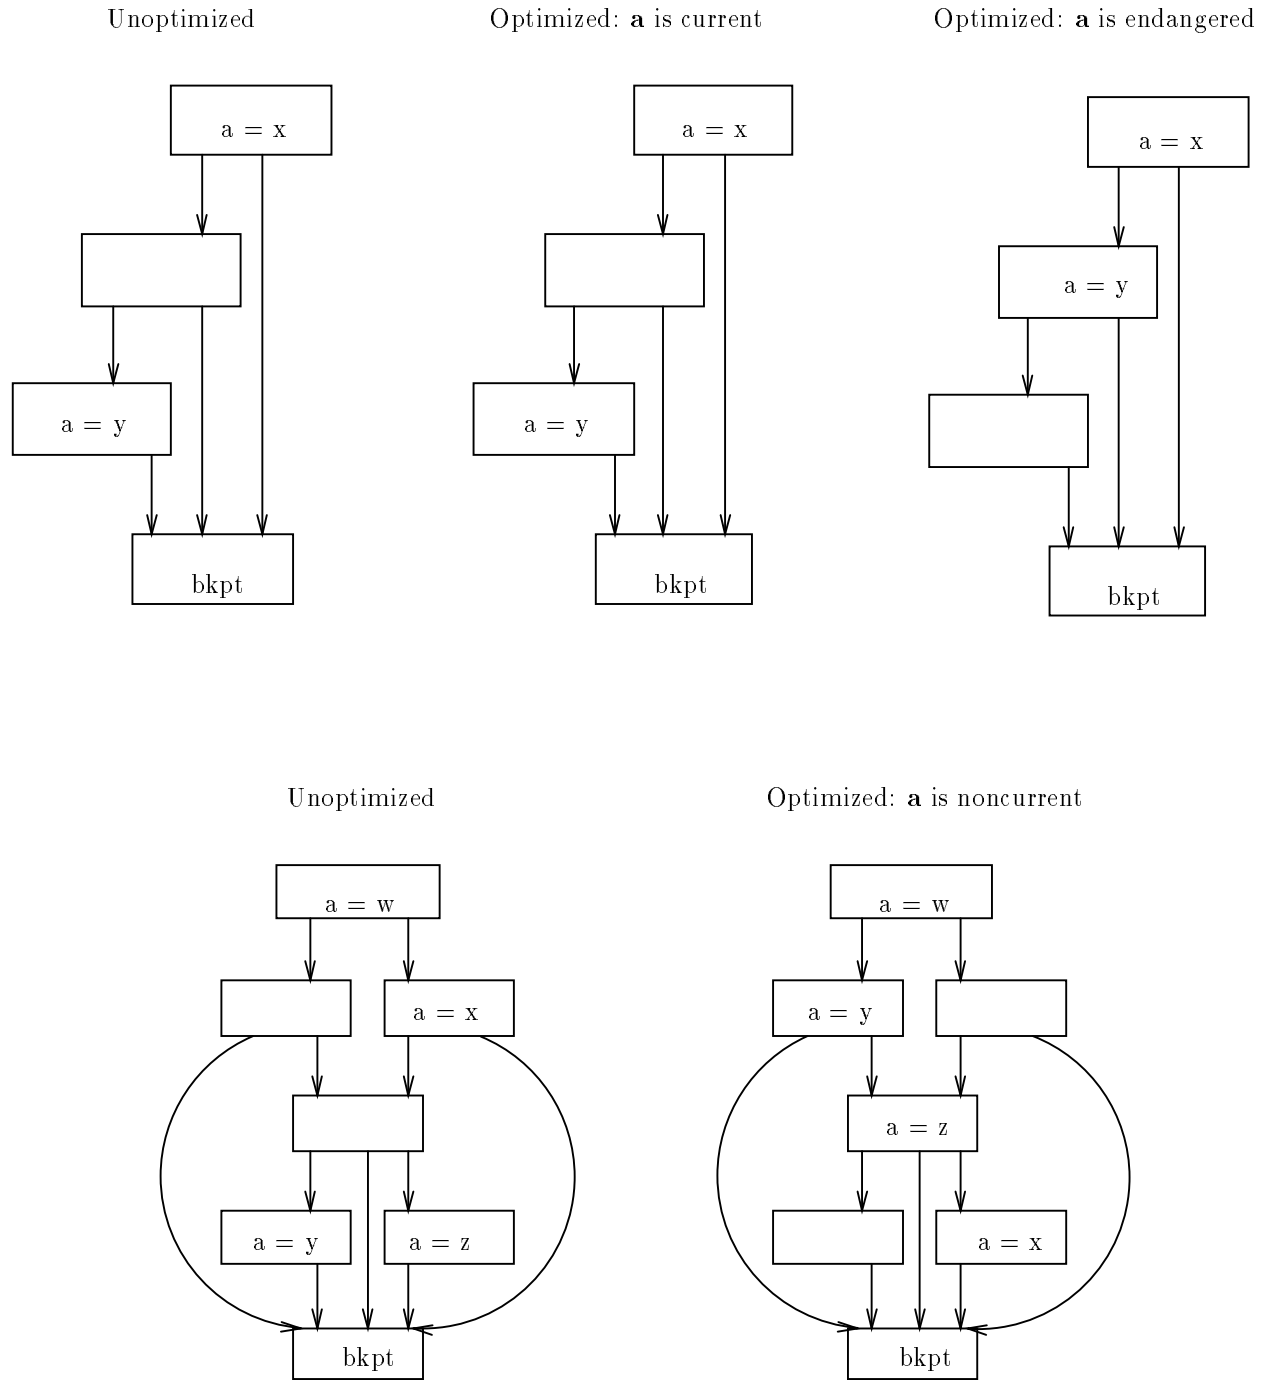 Unoptimized
Optimized: a is current
Optimized: a is endangered
a = x
a = x
a = x
a = y
a = y
a = y
bkpt
bkpt
bkpt
Unoptimized
Optimized: a is noncurrent
a = w
a = w
a = x
a = y
a = z
a = y
a = z
a = x
bkpt
bkpt